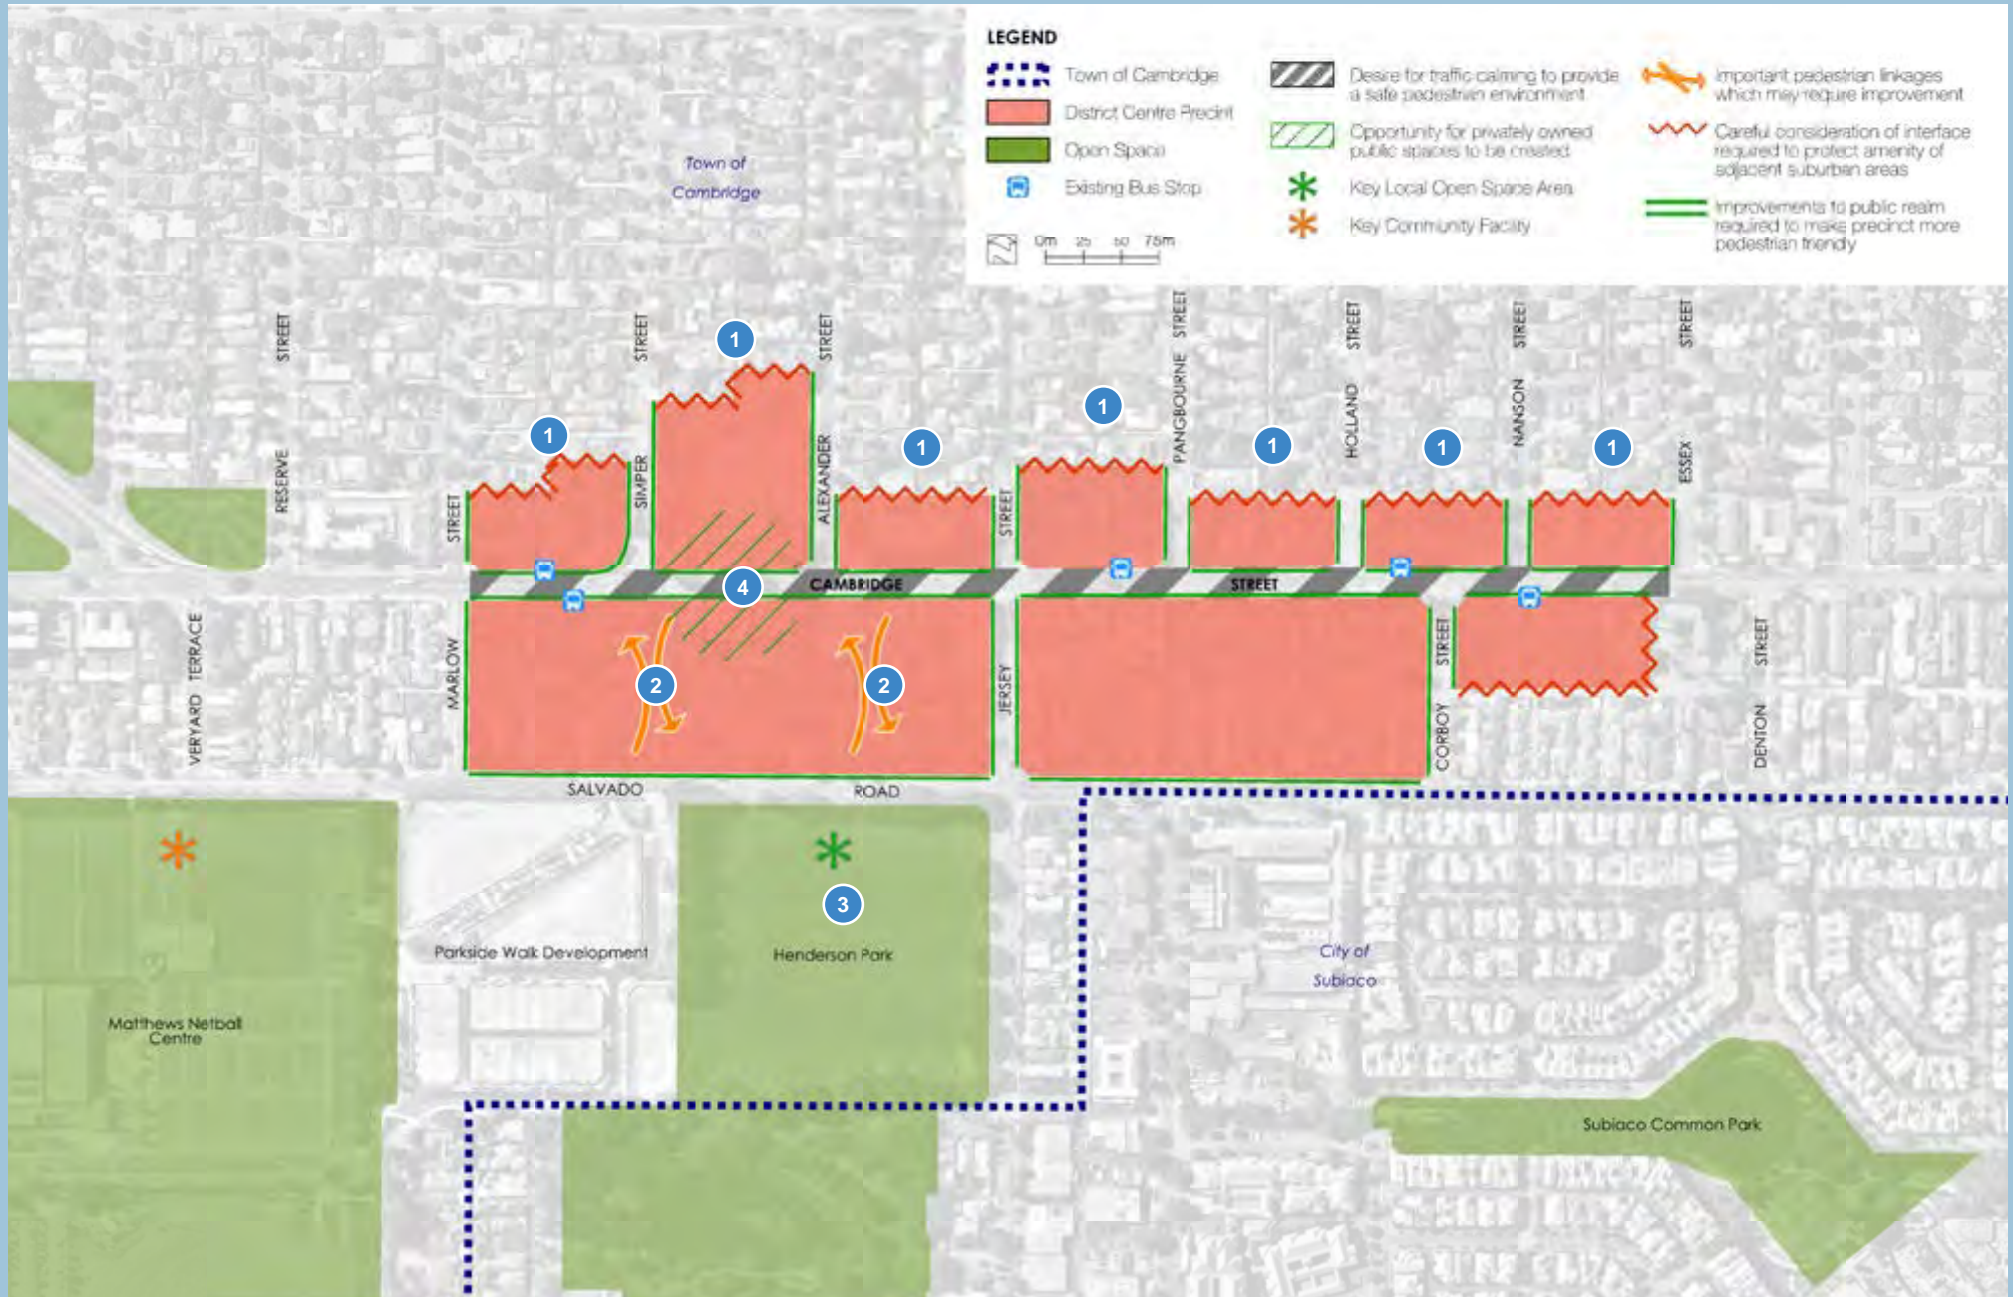 LEGEND
Town of Cambridge
District Centre Precint
Open Space
Existing Bus Stop
0m 25 50 75m
Desire for traffic calming to provide
a safe pedestrian environment
Opportunity for privately owned
public spaces to be created
Key Local Open Space Area
Key Community Facility
Important pedestrian linkages
which may require improvement
Careful consideration of interface
required to protect amenity of
adjacent suburban areas
Improvements to public realm
required to make precinct more
pedestrian friendly
Town of
Cambridge
RESERVE STREET
MARLOW STREET
SIMPER STREET
ALEXANDER STREET
JERSEY STREET
PANGBOURNE STREET
HOLLAND STREET
NANSON STREET
ESSEX STREET
1
1
1
1
1
1
1
4
CAMBRIDGE STREET
VERYARD TERRACE
CORBOY STREET
DENTON STREET
2
2
SALVADO ROAD
3
Parkside Walk Development
Henderson Park
City of
Subiaco
Matthews Netball
Centre
Subiaco Common Park